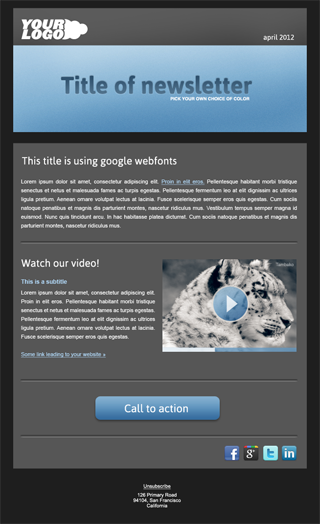 YOUR
LOGO
april 2012
Title of newsletter
PICK YOUR OWN CHOICE OF COLOR
This title is using google webfonts
Lorem ipsum dolor sit amet, consectetur adipiscing elit. Proin in elit eros. Pellentesque habitant morbi tristique
senectus et netus et malesuada fames ac turpis egestas. Pellentesque fermentum leo at elit dignissim ac ultrices
ligula pretium. Aenean ornare volutpat lectus at lacinia. Fusce scelerisque semper egestas. Cum sociis
natoque penatibus et magnis dis parturient montes, nascetur ridiculus mus. Vestibulum tempus semper magna id
euismod. Nunc quis tincidunt arcu. In hac habitasse platea dictumst. Cum sociis natoque penatibus et magnis dis
parturient montes, nascetur ridiculus mus.
Watch our video!
This is a subtitle
Lorem ipsum dolor sit amet, consectetur adipiscing elit. Proin in elit
eros. Pellentesque habitant morbi tristique senectus et
netus et malesuada fames ac turpis egestas.
Pellentesque fermentum leo at elit dignissim ac ultrices
ligula pretium. Aenean ornare volutpat lectus at lacinia.
Fusce scelerisque semper egestas.
Some link leading to your website »
Call to action
f
g+
t
in
Unsubscribe
126 Primary Road
94104, San Francisco
California